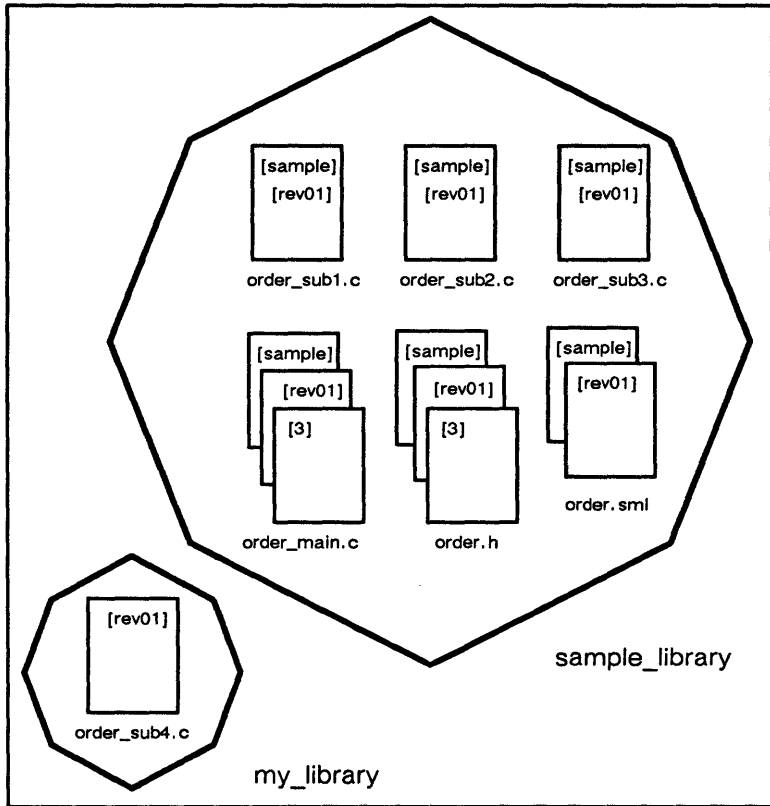 [sample] [sample] [sample]
[rev01] [rev01] [rev01]
order_sub1.c order_sub2.c order_sub3.c
[sample] [sample] [sample]
[rev01] [rev01] [rev01]
[3] [3]
order.sml
order_main.c order.h
[rev01]
sample_library
order_sub4.c
my_library